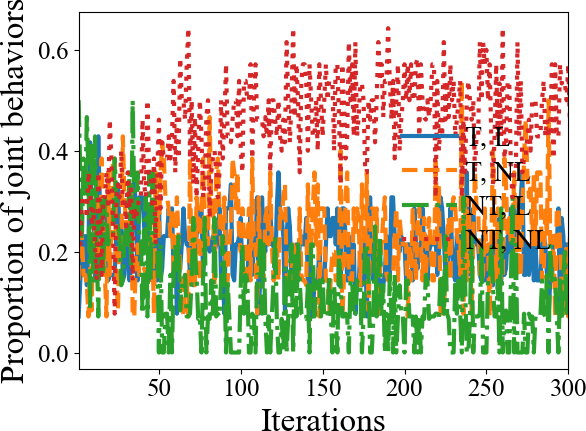 Proportion of joint behaviors
0.6
0.4
0.2
0.0
T, L
T, NL
NT, L
NT, NL
50
100
150
200
250
300
Iterations